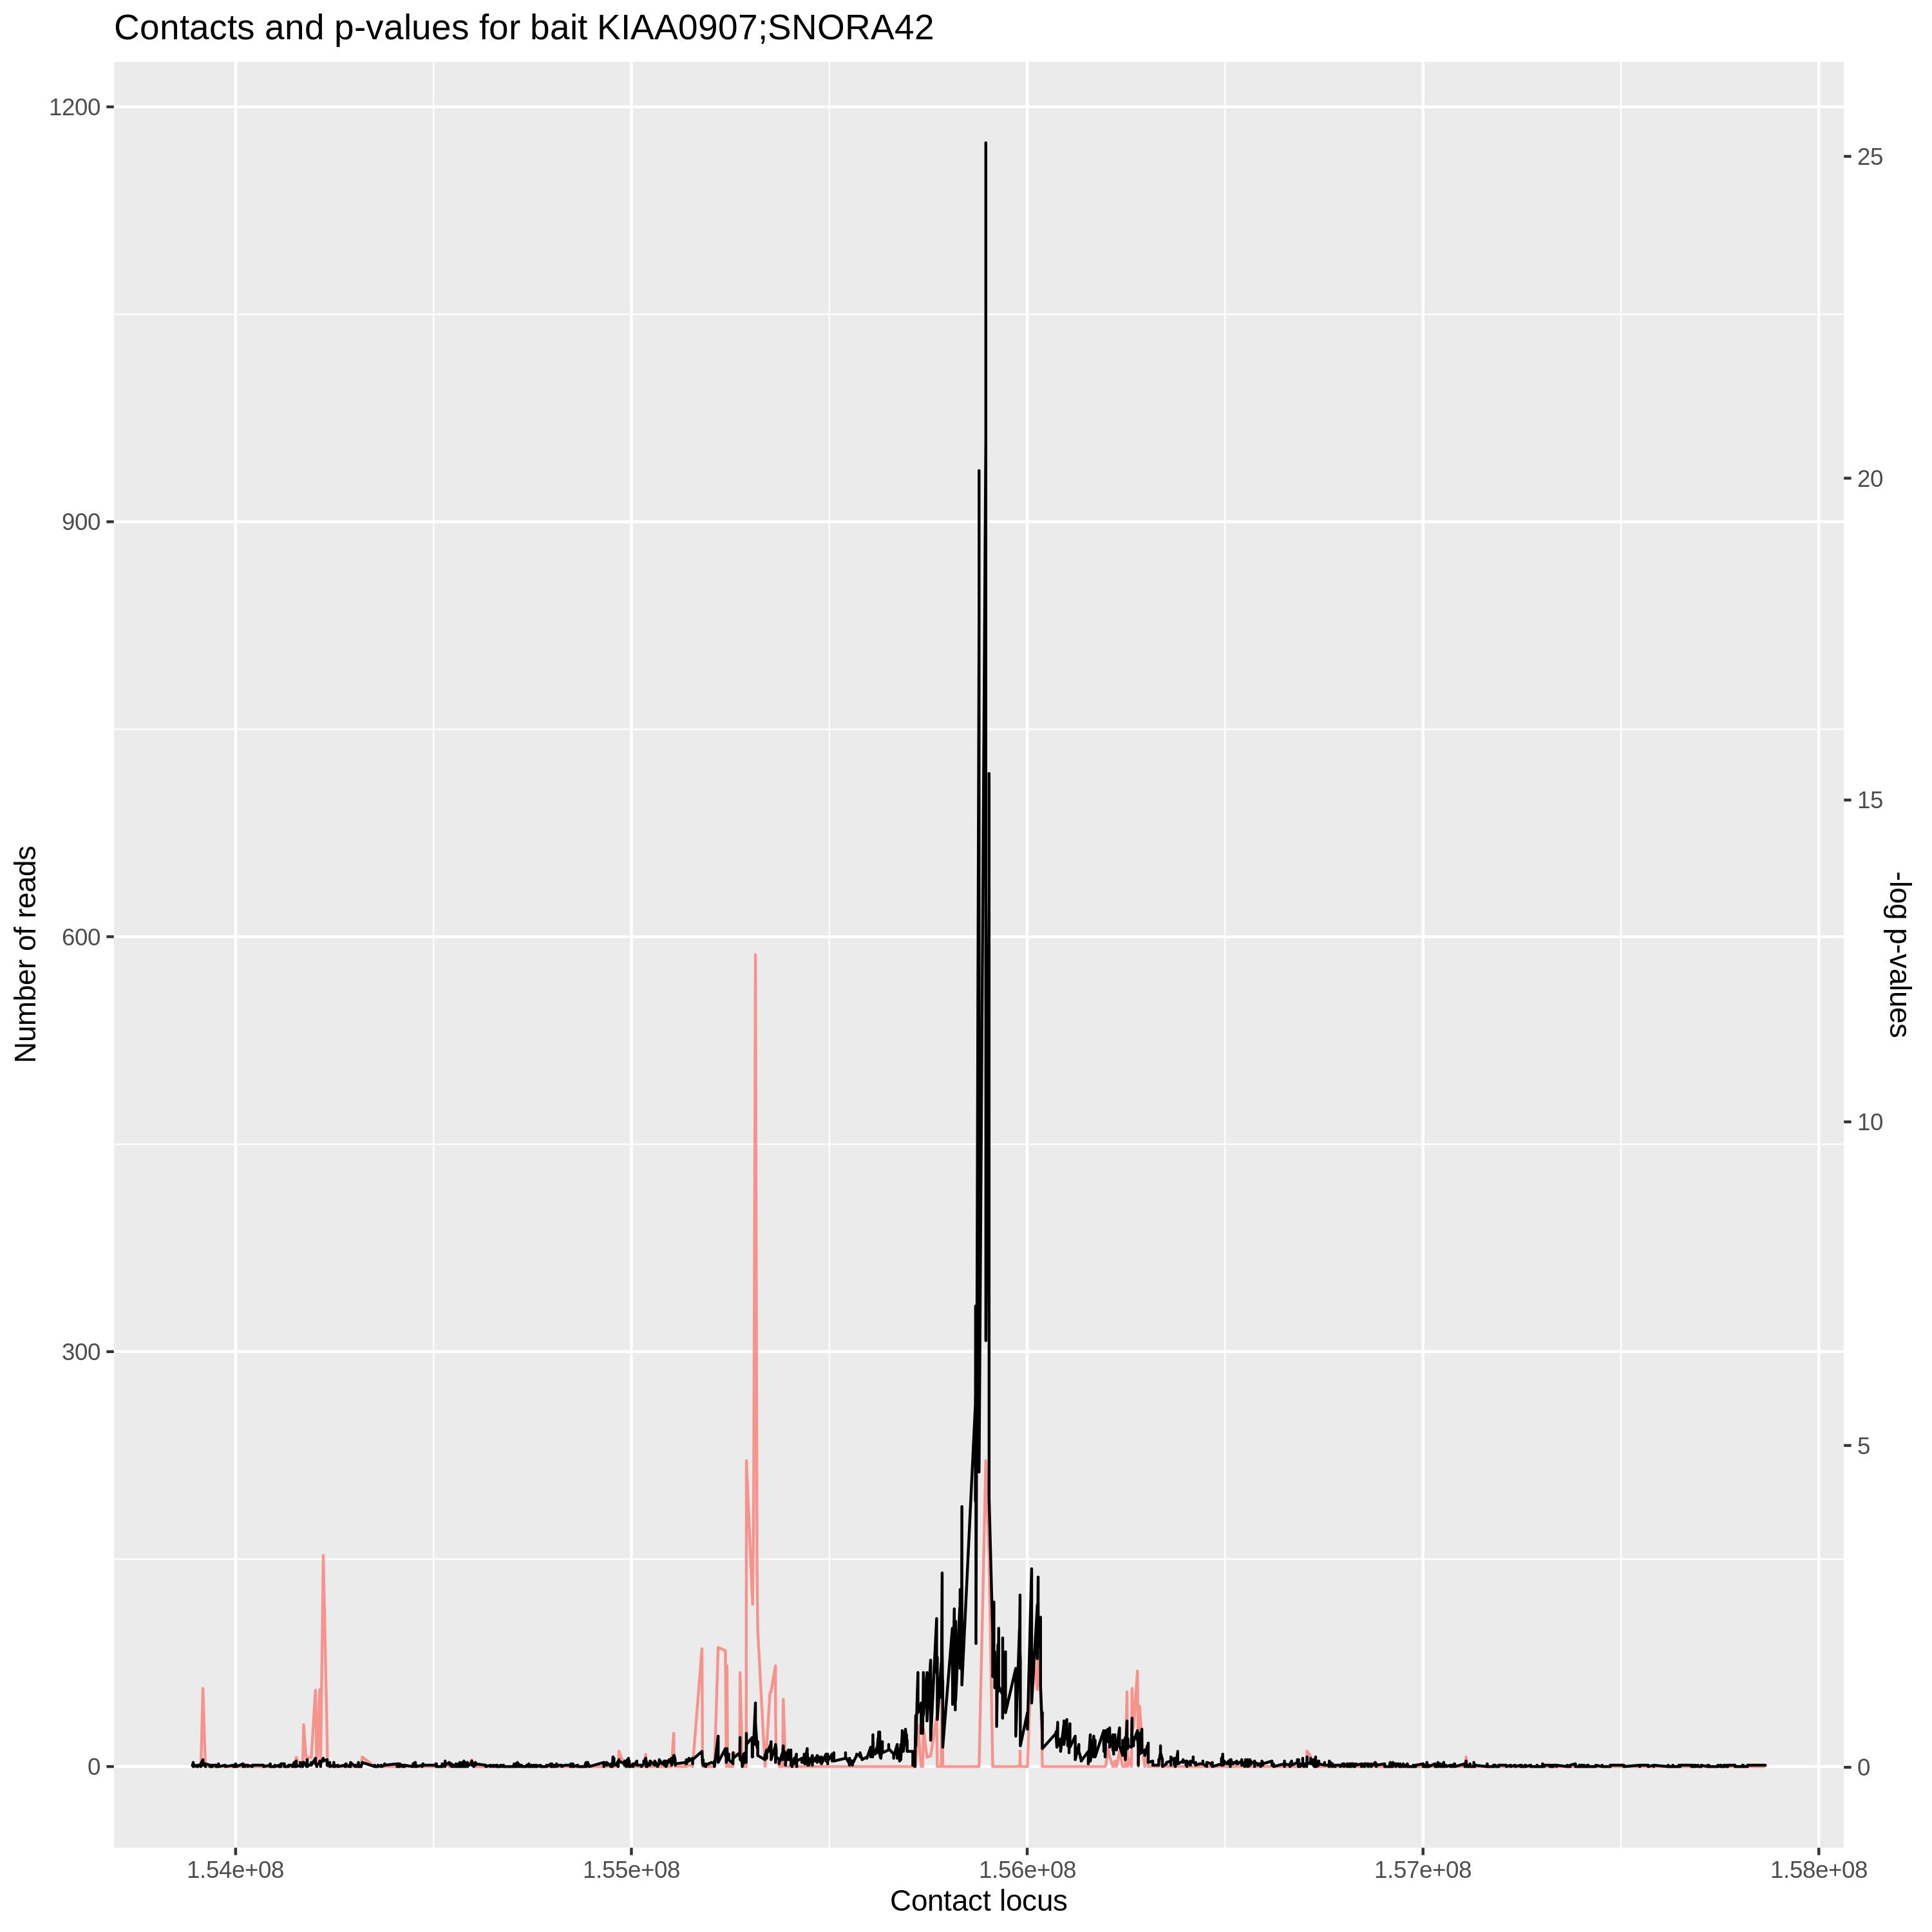 Contacts and p-values for bait KIAA0907;SNORA42
1200
900
600
300
0
Number of reads
25
20
15
10
5
0
-log p-values
1.54e+08
1.55e+08
1.56e+08
1.57e+08
1.58e+08
Contact locus